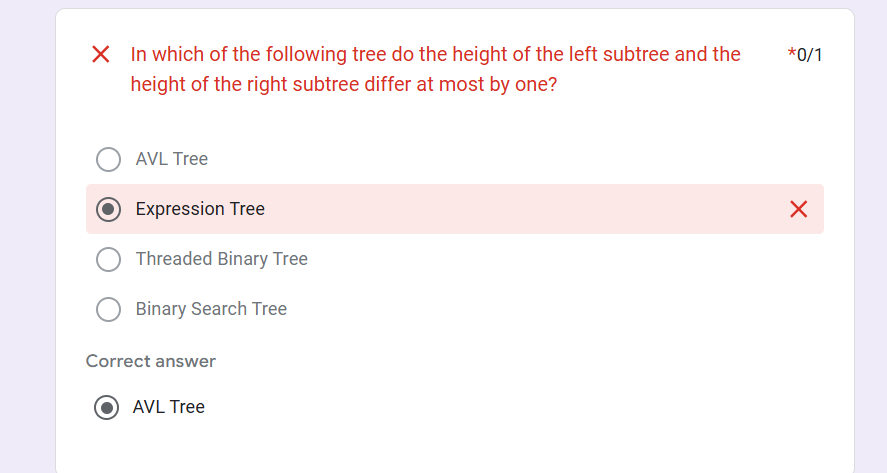 In which of the following tree do the height of the left subtree and the *0/1
height of the right subtree differ at most by one?
AVL Tree
Expression Tree
Threaded Binary Tree
Binary Search Tree
Correct answer
AVL Tree